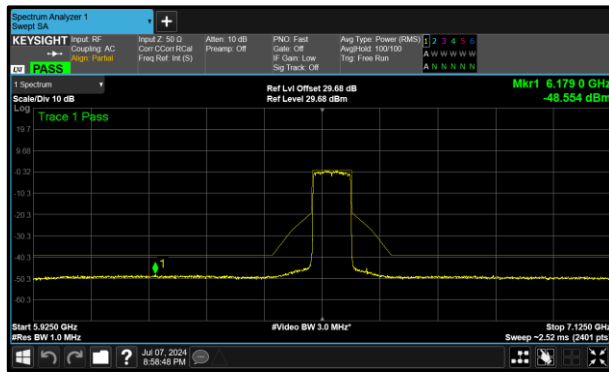 Spectrum Analyzer 1
Swept SA
+
KEYSIGHT Input: RF Input Z: 50 Ω Atten: 10 dB PNO: Fast Avg Type: Power (RMS) 1 2 3 4 5 6
Coupling: AC Corr CCorr RCal Preamp: Off Gate: Off Avg|Hold: 100/100 A W W W W W
Align: Partial Freq Ref: Int (S) IF Gain: Low Trig: Free Run
LXI PASS Sig Track: Off A N N N N N
1 Spectrum Ref Lvl Offset 29.68 dB Mkr1 6.179 0 GHz
Scale/Div 10 dB Ref Level 29.68 dBm -48.554 dBm
Log
Trace 1 Pass
19.7
9.68
-0.32
-10.3
-20.3
-30.3
-40.3
1
-50.3
-60.3
Start 5.9250 GHz #Video BW 3.0 MHz* Stop 7.1250 GHz
#Res BW 1.0 MHz Sweep ~2.52 ms (2401 pts)
? Jul 07, 2024
8:58:48 PM